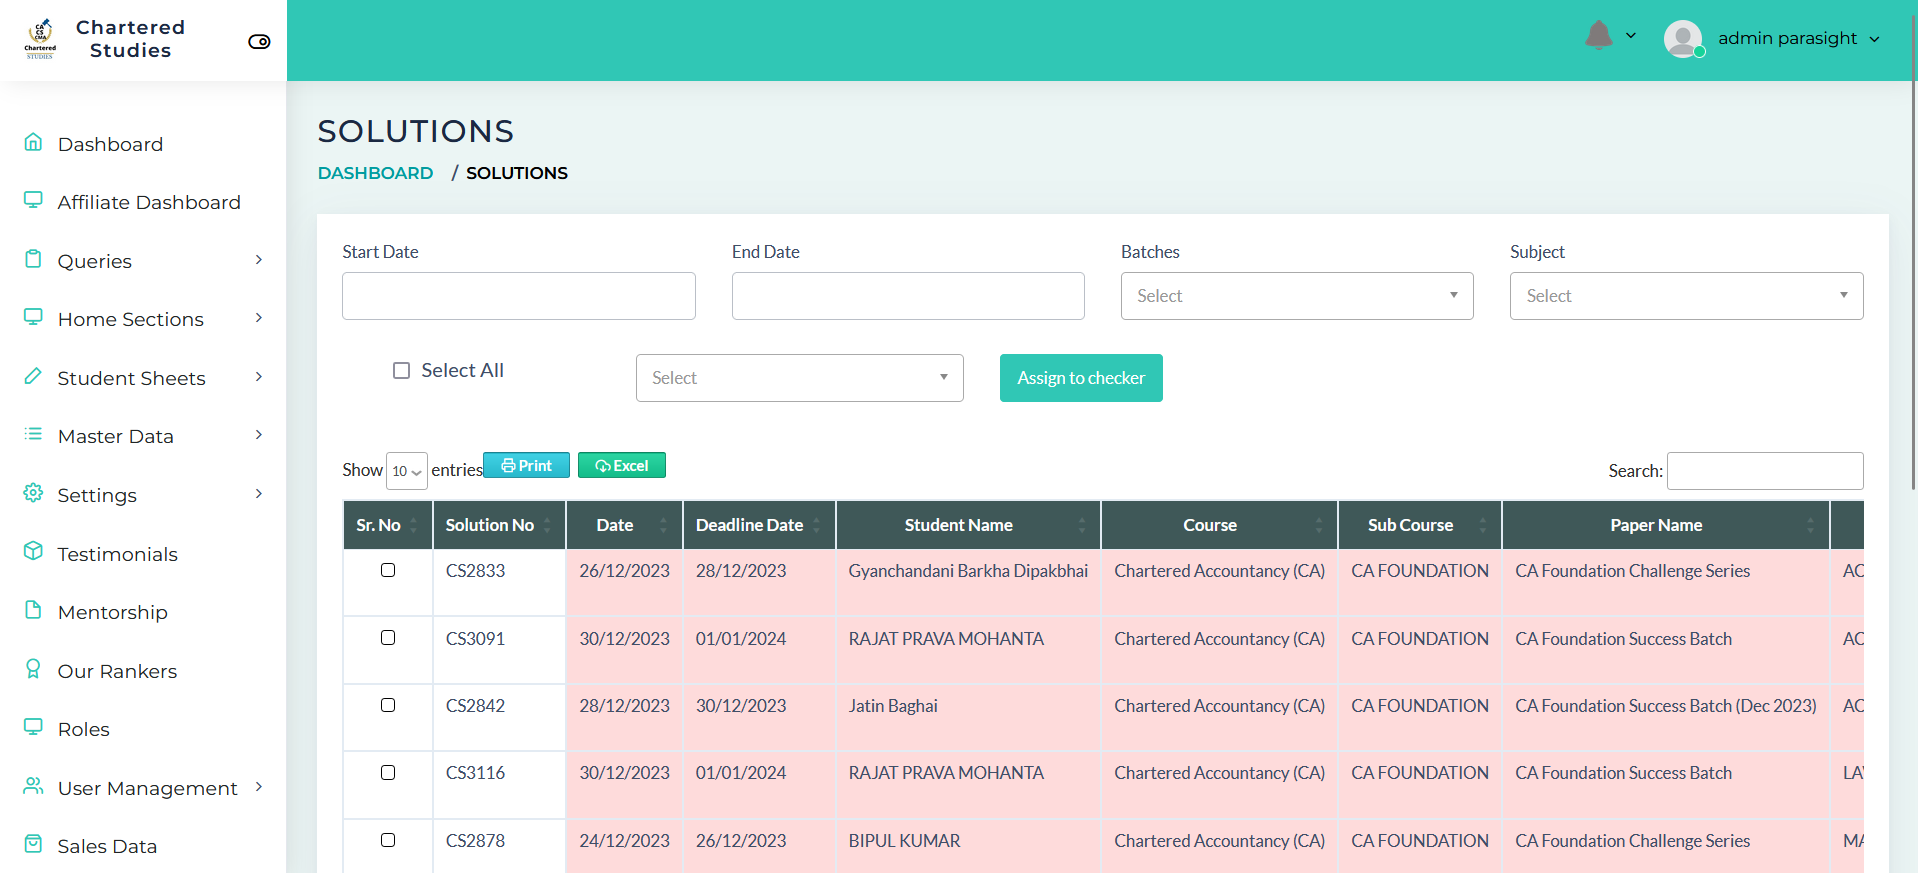 CA
CS
CMA
Chartered
STUDIES
Chartered
Studies
admin parasight
Dashboard
Affiliate Dashboard
Queries
Home Sections
Student Sheets
Master Data
Settings
Testimonials
Mentorship
Our Rankers
Roles
User Management
Sales Data
SOLUTIONS
DASHBOARD / SOLUTIONS
Start Date End Date Batches Subject
Select Select
Select All Select Assign to checker
Show 10 entries Print Excel Search:
Sr. No Solution No Date Deadline Date Student Name Course Sub Course Paper Name
CS2833 26/12/2023 28/12/2023 Gyanchandani Barkha Dipakbhai Chartered Accountancy (CA) CA FOUNDATION CA Foundation Challenge Series AC
CS3091 30/12/2023 01/01/2024 RAJAT PRAVA MOHANTA Chartered Accountancy (CA) CA FOUNDATION CA Foundation Success Batch AC
CS2842 28/12/2023 30/12/2023 Jatin Baghai Chartered Accountancy (CA) CA FOUNDATION CA Foundation Success Batch (Dec 2023) AC
CS3116 30/12/2023 01/01/2024 RAJAT PRAVA MOHANTA Chartered Accountancy (CA) CA FOUNDATION CA Foundation Success Batch LA
CS2878 24/12/2023 26/12/2023 BIPUL KUMAR Chartered Accountancy (CA) CA FOUNDATION CA Foundation Challenge Series MA